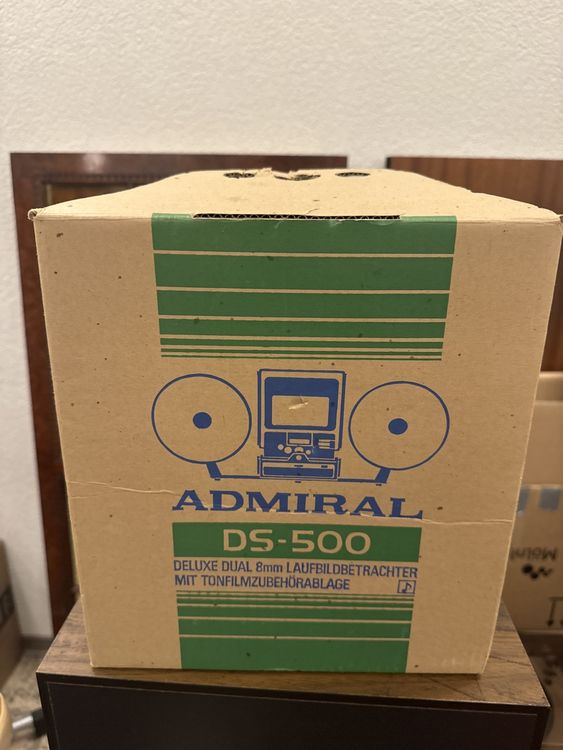 ADMIRAL
DS-500
DELUXE DUAL 8mm LAUFBILDBETRACHTER
MIT TONFILMZUBEHÖRABLAGE